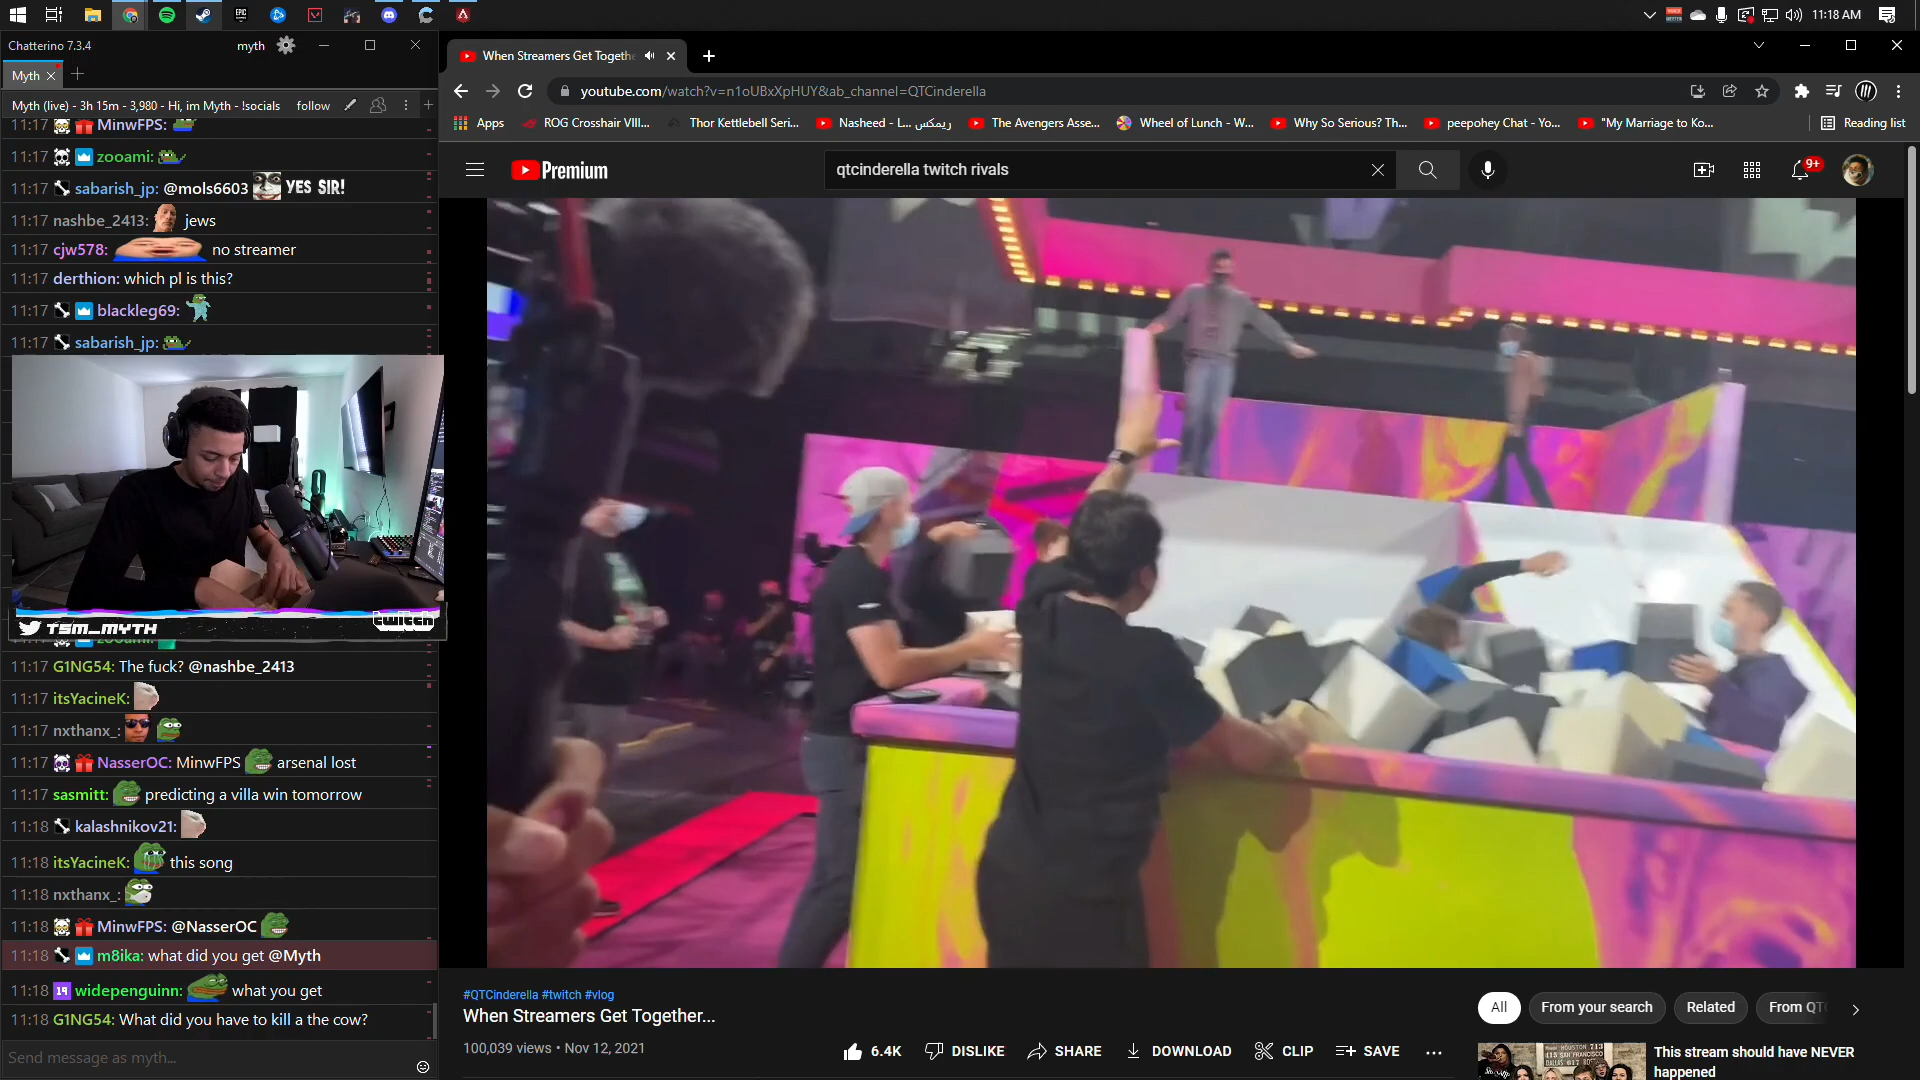 11:18 AM
Chatterino 7.3.4
myth
Myth
Myth (live) - 3h 15m - 3,980 - Hi, im Myth - !socials
follow
11:17 MinwFPS:
11:17 zooami:
11:17 sabarish_jp: @mols6603 YES SIR!
11:17 nashbe_2413: jews
11:17 cjw578: no streamer
11:17 derthion: which pl is this?
11:17 blackleg69:
11:17 sabarish_jp:
TSM_MYTH
twitch
11:17 G1NG54: The fuck? @nashbe_2413
11:17 itsYacineK:
11:17 nxthanx_:
11:17 NasserOC: MinwFPS arsenal lost
11:17 sasmitt: predicting a villa win tomorrow
11:18 kalashnikov21:
11:18 itsYacineK: this song
11:18 nxthanx_:
11:18 MinwFPS: @NasserOC
11:18 m8ika: what did you get @Myth
11:18 19 widepenguinn: what you get
11:18 G1NG54: What did you have to kill a the cow?
Send message as myth...
When Streamers Get Togethe
youtube.com/watch?v=n1oUBxXpHUY&ab_channel=QTCinderella
Apps
ROG Crosshair VIII...
Thor Kettlebell Seri...
Nasheed - L... ريمكس
The Avengers Asse...
Wheel of Lunch - W...
Why So Serious? Th...
peepohey Chat - Yo...
"My Marriage to Ko...
Reading list
Premium
qtcinderella twitch rivals
9+
#QTCinderella #twitch #vlog
When Streamers Get Together...
100,039 views • Nov 12, 2021
6.4K
DISLIKE
SHARE
DOWNLOAD
CLIP
SAVE
All
From your search
Related
From QT
This stream should have NEVER
happened